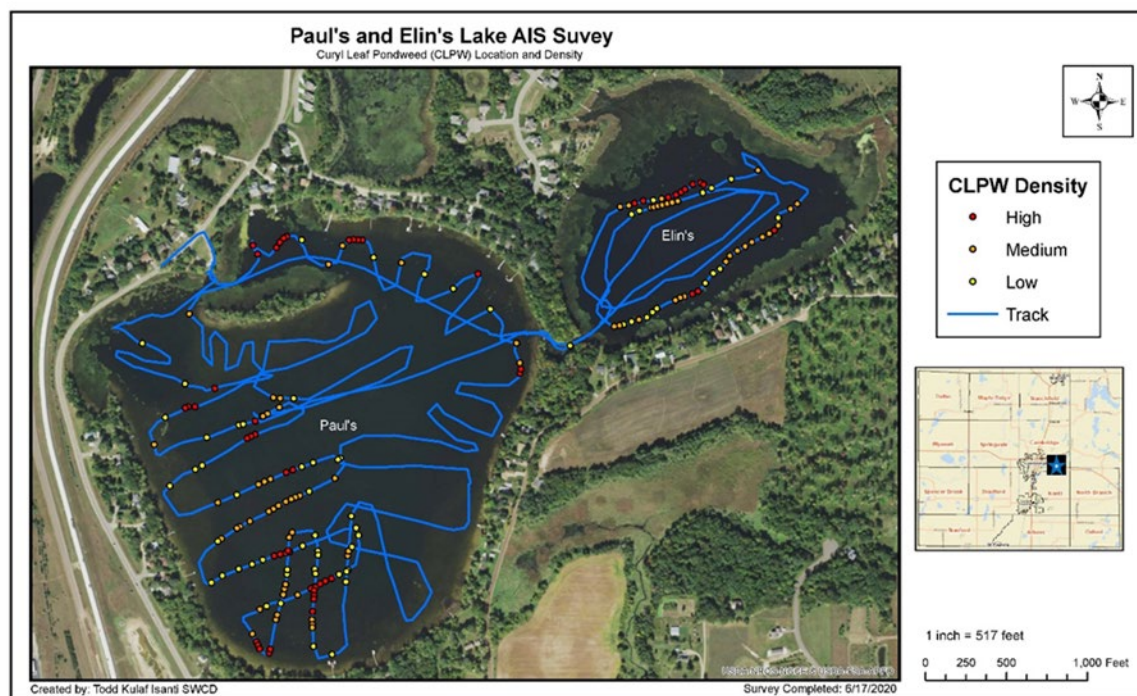 Paul's and Elin's Lake AIS Suvey
Curyl Leaf Pondweed (CLPW) Location and Density
N
W E
S
CLPW Density
High
Medium
Low
Track
Elin's
Paul's
Cambridge
1 inch = 517 feet
0 250 500 1,000 Feet
Created by: Todd Kulaf Isanti SWCD
Survey Completed: 6/17/2020